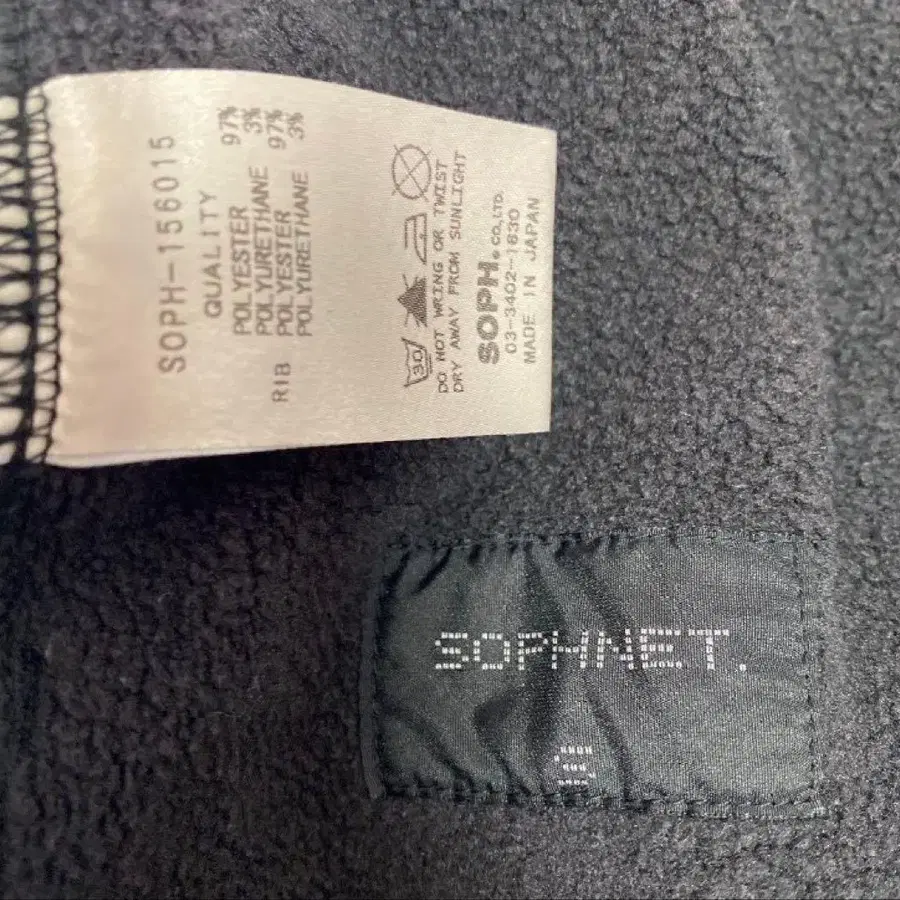 SOPH-156015
QUALITY
POLYESTER 97%
POLYURETHANE 3%
RIB POLYESTER 97%
POLYURETHANE 3%
30
DO NOT WRING OR TWIST
DRY AWAY FROM SUNLIGHT
SOPH. CO.,LTD.
03-3402-1830
MADE IN JAPAN
SOPHNET.